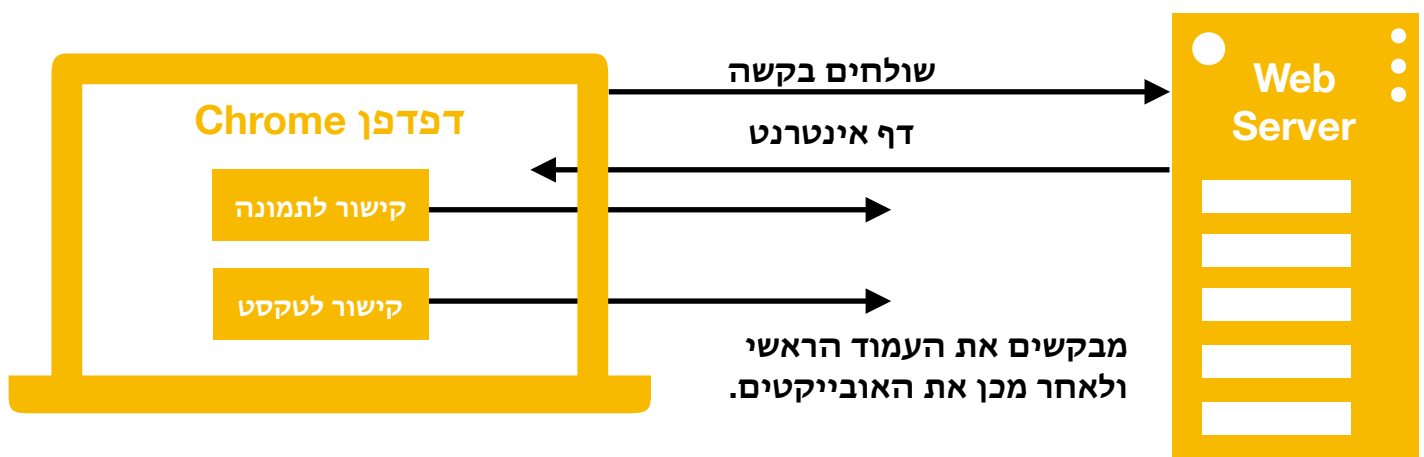 שולחים בקשה
Web
Server
דפדפן Chrome
דף אינטרנט
קישור לתמונה
קישור לטקסט
מבקשים את העמוד הראשי
ולאחר מכן את האובייקטים.